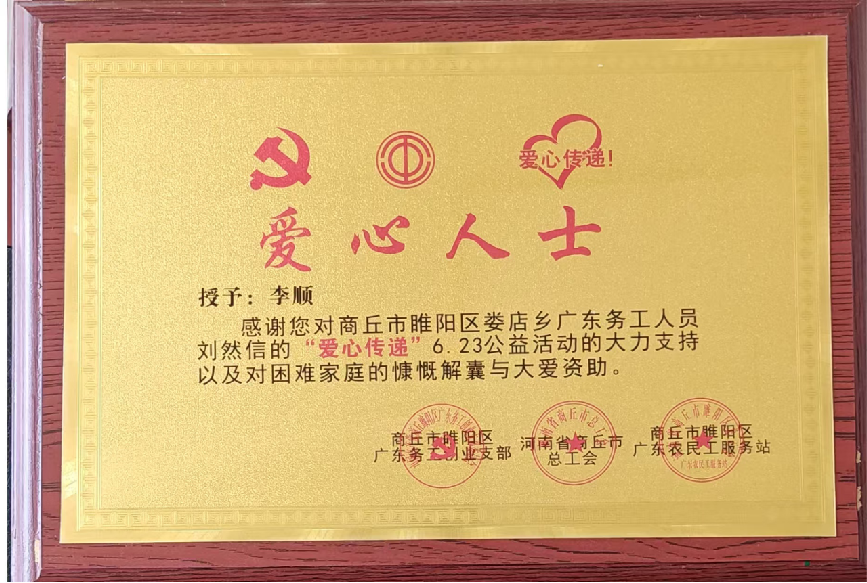 爱心传递!
爱心人士
授予：李顺
感谢您对商丘市睢阳区娄店乡广东务工人员
刘然信的“爱心传递”6.23公益活动的大力支持
以及对困难家庭的慷慨解囊与大爱资助。
商丘市睢阳区
广东务工创业支部
河南省商丘市
总工会
商丘市睢阳区
广东农民工服务站